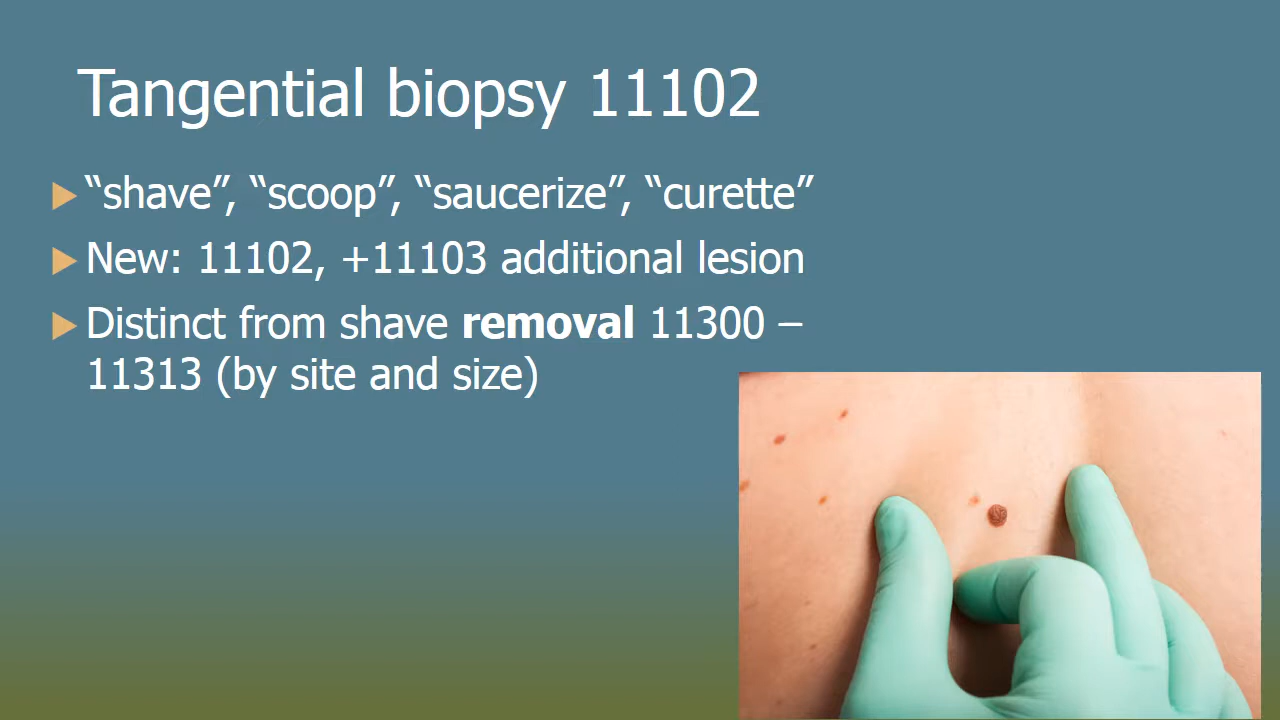 Tangential biopsy 11102
“shave”, “scoop”, “saucerize”, “curette”
New: 11102, +11103 additional lesion
Distinct from shave removal 11300 –
11313 (by site and size)